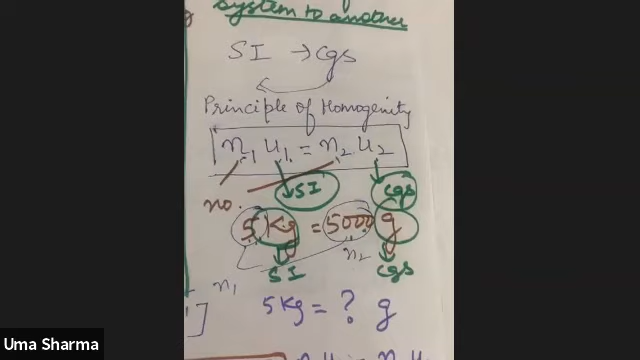 system to another
SI → cgs
Principle of Homogenity
n1 u1 = n2 u2
no. SI cgs
5 Kg = 5000 g
SI n2 cgs
n1
5 Kg = ? g
Uma Sharma